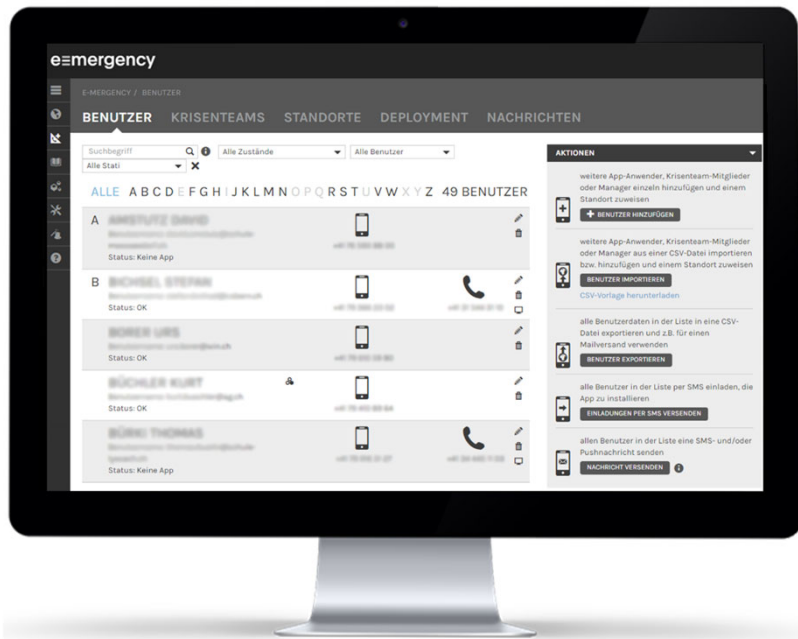 e≡mergency
E-MERGENCY / BENUTZER
BENUTZER KRISENTEAMS STANDORTE DEPLOYMENT NACHRICHTEN
Suchbegriff Alle Zustände Alle Benutzer
Alle Stati
AKTIONEN
ALLE A B C D E F G H I J K L M N O P Q R S T U V W X Y Z 49 BENUTZER
A
Status: Keine App
B
Status: OK
Status: OK
Status: OK
Status: Keine App
weitere App-Anwender, Krisenteam-Mitglieder
oder Manager einzeln hinzufügen und einem
Standort zuweisen
BENUTZER HINZUFÜGEN
weitere App-Anwender, Krisenteam-Mitglieder
oder Manager aus einer CSV-Datei importieren
bzw. hinzufügen und einem Standort zuweisen
BENUTZER IMPORTIEREN
CSV-Vorlage herunterladen
alle Benutzerdaten in der Liste in eine CSV-
Datei exportieren und z.B. für einen
Mailversand verwenden
BENUTZER EXPORTIEREN
alle Benutzer in der Liste per SMS einladen, die
App zu installieren
EINLADUNGEN PER SMS VERSENDEN
allen Benutzer in der Liste eine SMS- und/oder
Pushnachricht senden
NACHRICHT VERSENDEN